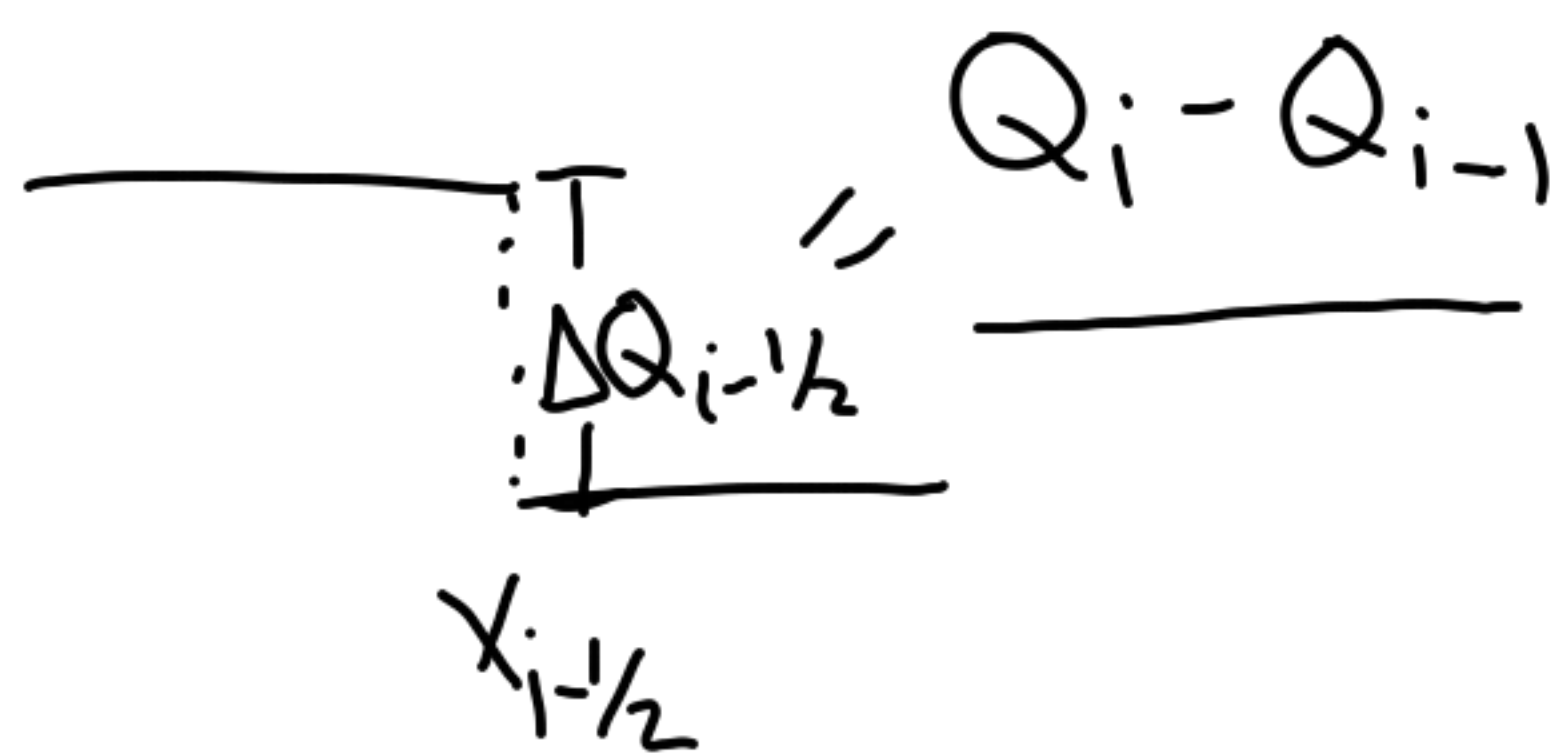 Q_i - Q_{i-1}
=
ΔQ_{i-1/2}
x_{i-1/2}